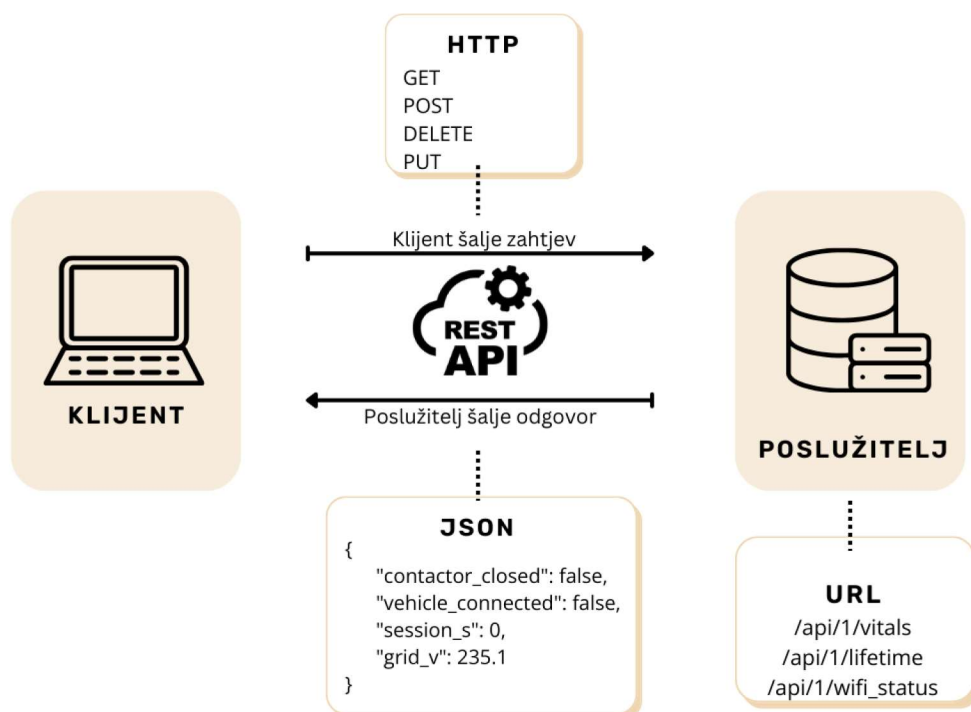 HTTP
GET
POST
DELETE
PUT
Klijent šalje zahtjev
REST
API
KLIJENT
Poslužitelj šalje odgovor
POSLUŽITELJ
JSON
{
"contactor_closed": false,
"vehicle_connected": false,
"session_s": 0,
"grid_v": 235.1
}
URL
/api/1/vitals
/api/1/lifetime
/api/1/wifi_status